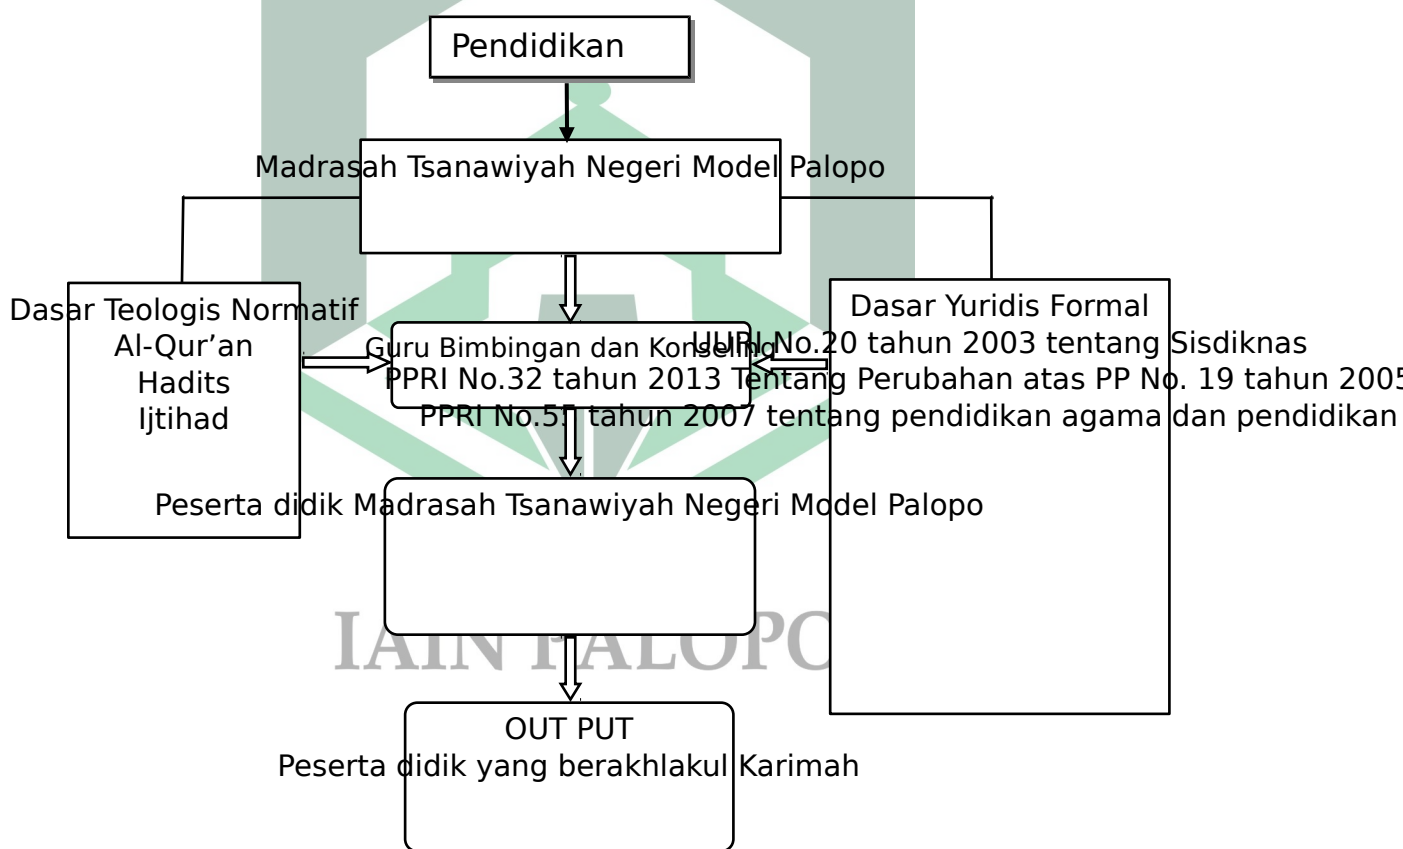 Pendidikan
Madrasah Tsanawiyah Negeri Model Palopo
Dasar Teologis Normatif
Al-Qur’an
Hadits
Ijtihad
Guru Bimbingan dan Konseling
Dasar Yuridis Formal
UURI No.20 tahun 2003 tentang Sisdiknas
PPRI No.32 tahun 2013 Tentang Perubahan atas PP No. 19 tahun 2005
PPRI No.55 tahun 2007 tentang pendidikan agama dan pendidikan
Peserta didik Madrasah Tsanawiyah Negeri Model Palopo
IAIN PALOPO
OUT PUT
Peserta didik yang berakhlakul Karimah